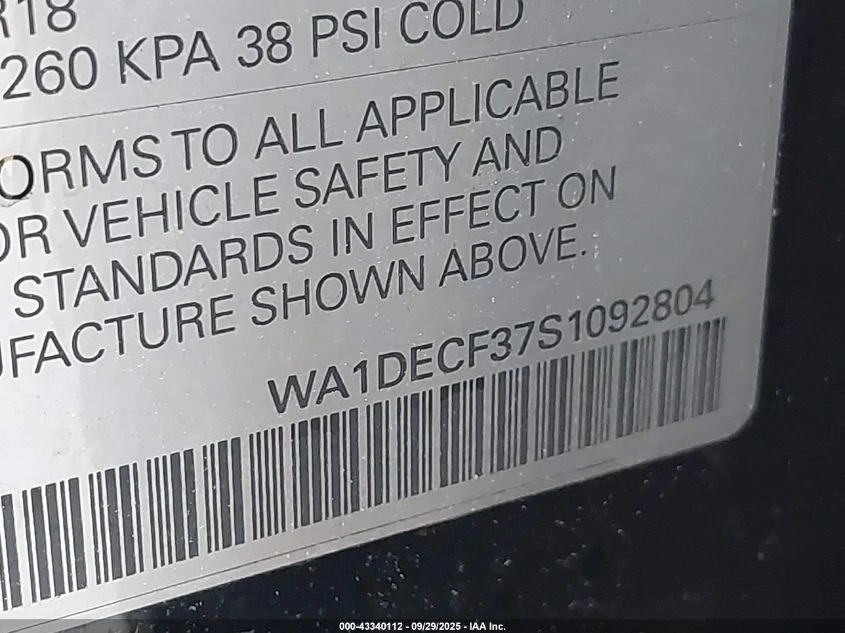 R18
260 KPA 38 PSI COLD
ORMS TO ALL APPLICABLE
OR VEHICLE SAFETY AND
STANDARDS IN EFFECT ON
UFACTURE SHOWN ABOVE.
WA1DECF37S1092804
000-43340112 - 09/29/2025 - IAA Inc.